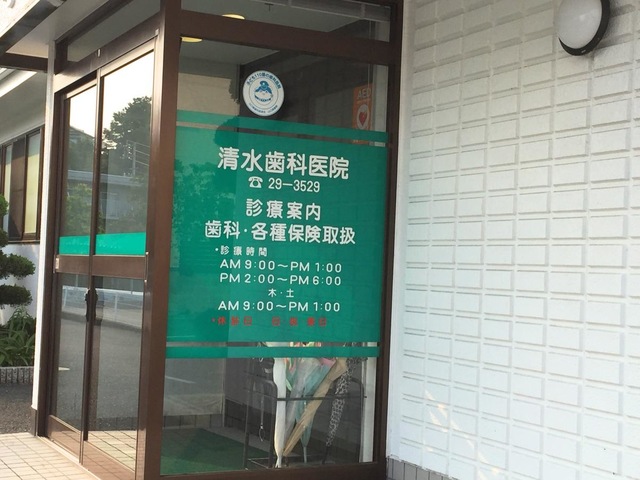 清水歯科医院
☎ 29-3529
診療案内
歯科・各種保険取扱
・診療時間
AM 9:00〜PM 1:00
PM 2:00〜PM 6:00
木・土
AM 9:00〜PM 1:00
AED